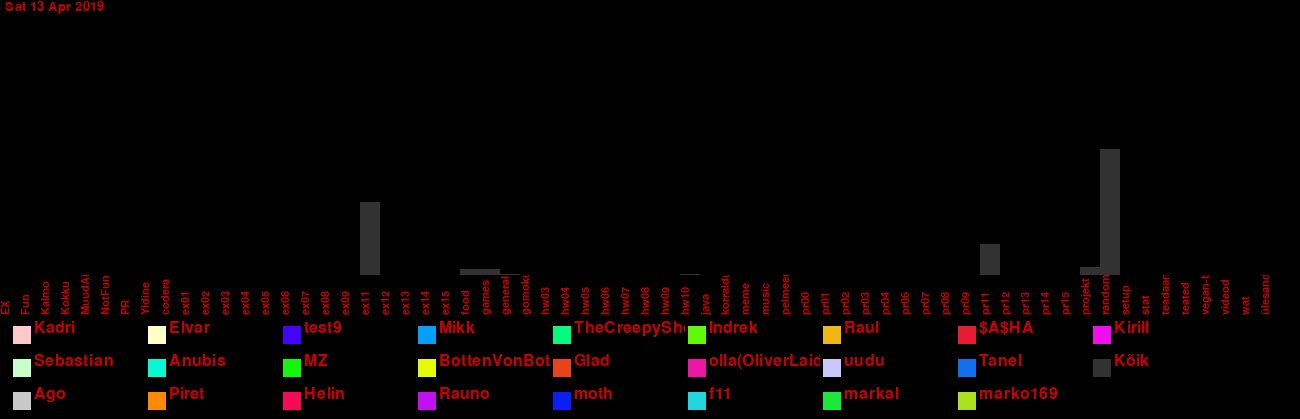 Sat 13 Apr 2019
EX Fun Kalmo Kokku MuudAi NotFun PR Yldine codera ex01 ex02 ex03 ex04 ex05 ex06 ex07 ex08 ex09 ex11 ex12 ex13 ex14 ex15 food games general gomoku hw03 hw04 hw05 hw06 hw07 hw08 hw09 hw10 java korraldu meme music pelmeen pr00 pr01 pr02 pr03 pr04 pr06 pr07 pr08 pr09 pr11 pr12 pr13 pr14 pr15 projekt random setup stat teadaan teated vegan-t videod wat ülesand
Kadri Elvar test9 Mikk TheCreepyShe Indrek Raul $A$HA Kirill
Sebastian Anubis MZ BottenVonBot Glad olla(OliverLaid uudu Tanel Kõik
Ago Piret Helin Rauno moth f11 markal marko169